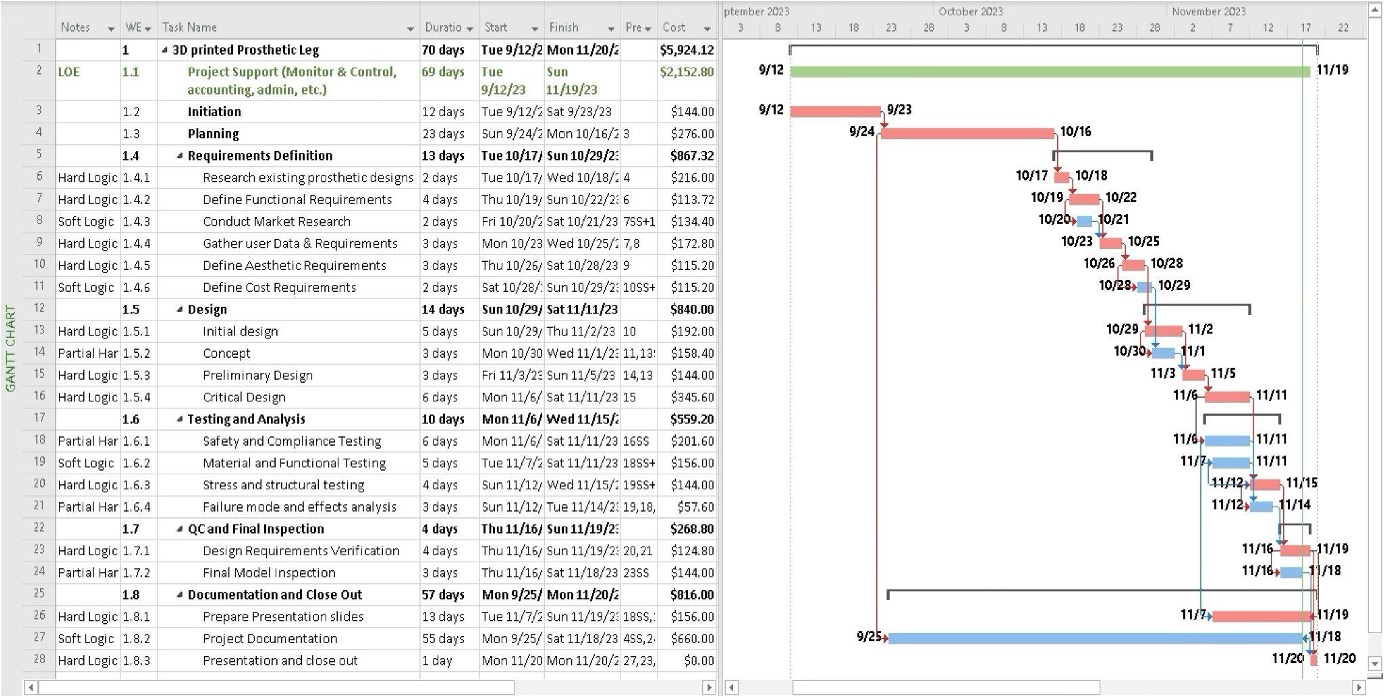 ptember 2023 October 2023 November 2023
Notes WE Task Name Duratio Start Finish Pre Cost 3 8 13 18 23 28 3 8 13 18 23 28 2 7 12 17 22
1 1 3D printed Prosthetic Leg 70 days Tue 9/12/2 Mon 11/20/2 $5,924.12
2 LOE 1.1 Project Support (Monitor & Control, 69 days Tue Sun $2,152.80 9/12 11/19
accounting, admin, etc.) 9/12/23 11/19/23
3 1.2 Initiation 12 days Tue 9/12/2 Sat 9/23/23 $144.00 9/12 9/23
4 1.3 Planning 23 days Sun 9/24/2 Mon 10/16/2 3 $276.00 9/24 10/16
5 1.4 Requirements Definition 13 days Tue 10/17/ Sun 10/29/2 $867.32
6 Hard Logic 1.4.1 Research existing prosthetic designs 2 days Tue 10/17/ Wed 10/18/2 4 $216.00 10/17 10/18
7 Hard Logic 1.4.2 Define Functional Requirements 4 days Thu 10/19/ Sun 10/22/2 6 $113.72 10/19 10/22
8 Soft Logic 1.4.3 Conduct Market Research 2 days Fri 10/20/2 Sat 10/21/23 7SS+1 $134.40 10/20 10/21
9 Hard Logic 1.4.4 Gather user Data & Requirements 3 days Mon 10/23 Wed 10/25/2 7,8 $172.80 10/23 10/25
10 Hard Logic 1.4.5 Define Aesthetic Requirements 3 days Thu 10/26/ Sat 10/28/23 9 $115.20 10/26 10/28
11 Soft Logic 1.4.6 Define Cost Requirements 2 days Sat 10/28/ Sun 10/29/2 10SS+ $115.20 10/28 10/29
12 1.5 Design 14 days Sun 10/29/ Sat 11/11/23 $840.00
13 Hard Logic 1.5.1 Initial design 5 days Sun 10/29/ Thu 11/2/23 10 $192.00 10/29 11/2
14 Partial Har 1.5.2 Concept 3 days Mon 10/30 Wed 11/1/2 11,13 $158.40 10/30 11/1
15 Hard Logic 1.5.3 Preliminary Design 3 days Fri 11/3/23 Sun 11/5/23 14,13 $144.00 11/3 11/5
16 Hard Logic 1.5.4 Critical Design 6 days Mon 11/6/ Sat 11/11/23 15 $345.60 11/6 11/11
17 1.6 Testing and Analysis 10 days Mon 11/6/ Wed 11/15/2 $559.20
18 Partial Har 1.6.1 Safety and Compliance Testing 6 days Mon 11/6/ Sat 11/11/23 16SS $201.60 11/6 11/11
19 Soft Logic 1.6.2 Material and Functional Testing 5 days Tue 11/7/2 Sat 11/11/23 18SS+ $156.00 11/7 11/11
20 Hard Logic 1.6.3 Stress and structural testing 4 days Sun 11/12/ Wed 11/15/2 19SS+ $144.00 11/12 11/15
21 Partial Har 1.6.4 Failure mode and effects analysis 3 days Sun 11/12/ Tue 11/14/23 19,18, $57.60 11/12 11/14
22 1.7 QC and Final Inspection 4 days Thu 11/16/ Sun 11/19/2 $268.80
23 Hard Logic 1.7.1 Design Requirements Verification 4 days Thu 11/16/ Sun 11/19/2 20,21 $124.80 11/16 11/19
24 Partial Har 1.7.2 Final Model Inspection 3 days Thu 11/16/ Sat 11/18/23 23SS $144.00 11/16 11/18
25 1.8 Documentation and Close Out 57 days Mon 9/25/ Mon 11/20/2 $816.00
26 Hard Logic 1.8.1 Prepare Presentation slides 13 days Tue 11/7/2 Sun 11/19/2 18SS, $156.00 11/7 11/19
27 Soft Logic 1.8.2 Project Documentation 55 days Mon 9/25/ Sat 11/18/23 4SS,2 $660.00 9/25 11/18
28 Hard Logic 1.8.3 Presentation and close out 1 day Mon 11/20 Mon 11/20/2 27,23, $0.00 11/20 11/20
GANTT CHART